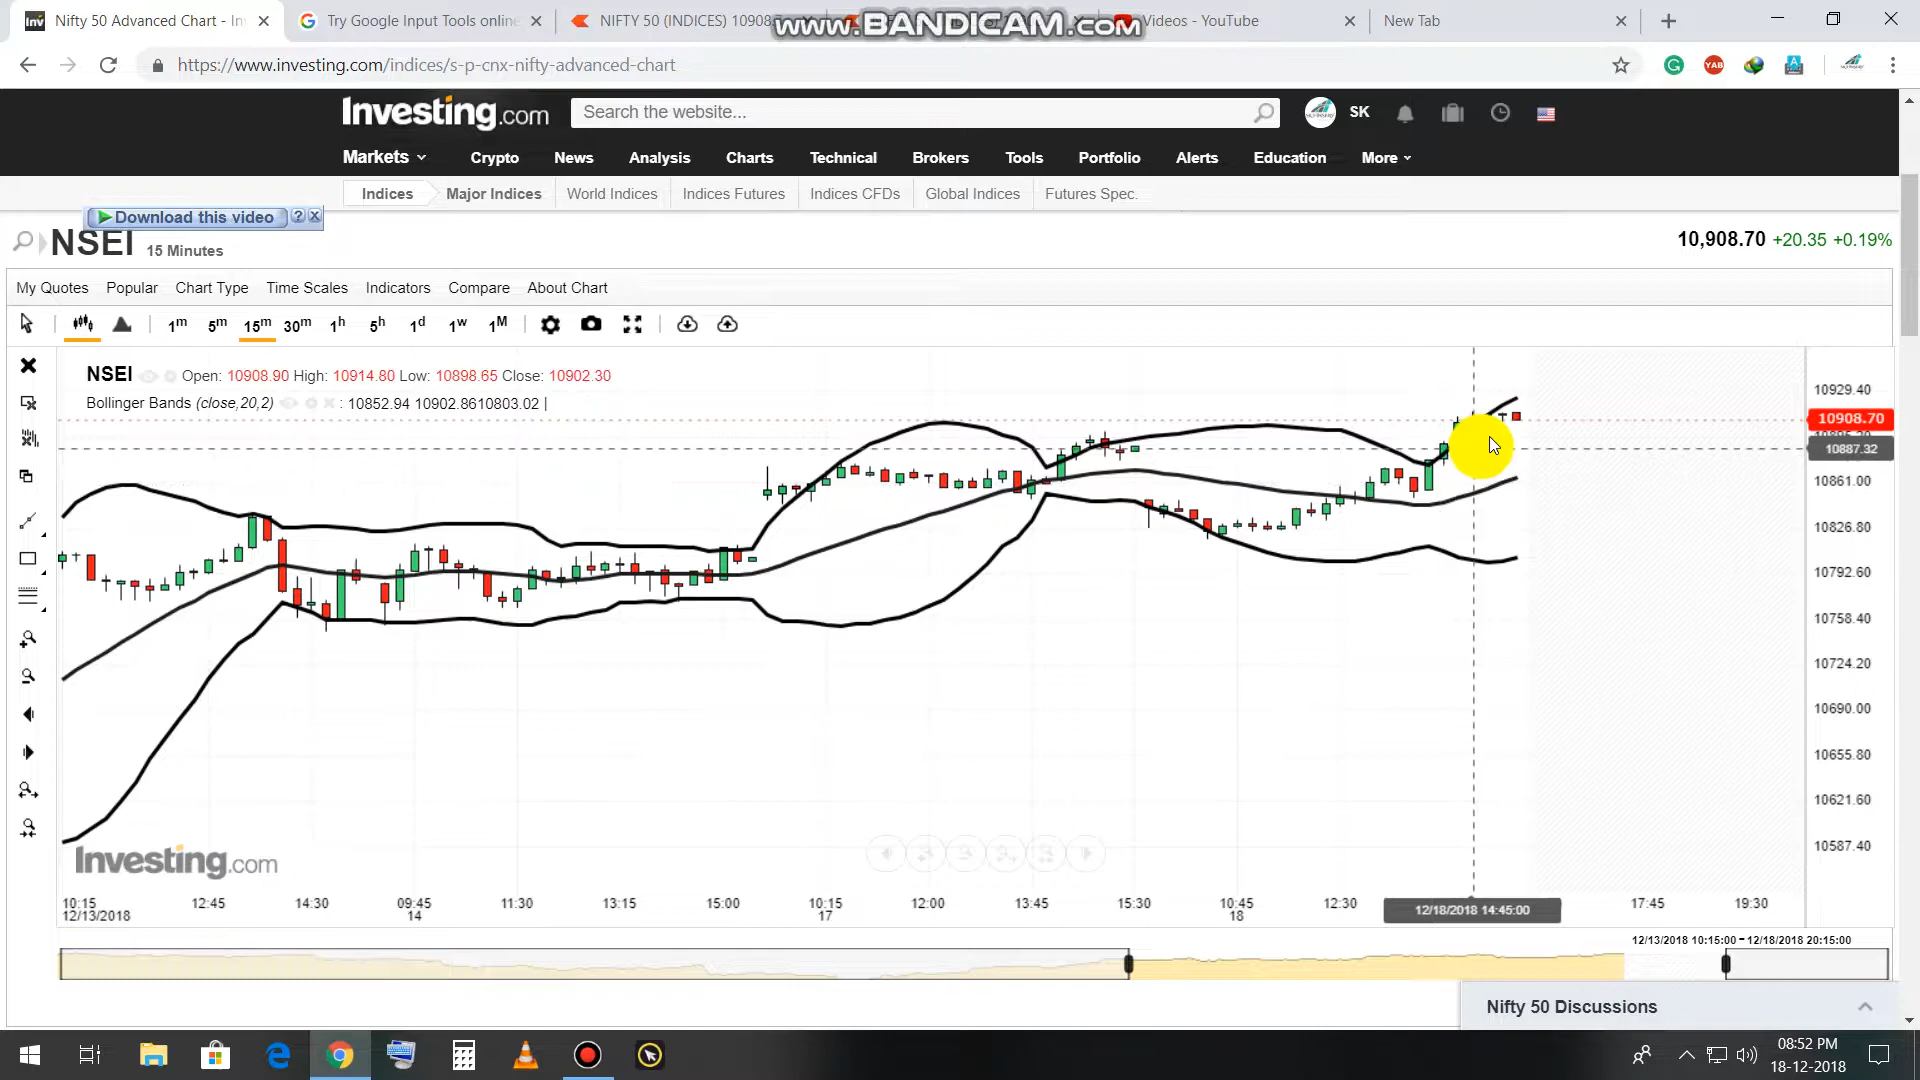 Nifty 50 Advanced Chart - In
Try Google Input Tools online
NIFTY 50 (INDICES) 10908
Videos - YouTube
New Tab
www.BANDICAM.com
https://www.investing.com/indices/s-p-cnx-nifty-advanced-chart
Investing.com
Search the website...
SK
Markets
Crypto
News
Analysis
Charts
Technical
Brokers
Tools
Portfolio
Alerts
Education
More
Indices
Major Indices
World Indices
Indices Futures
Indices CFDs
Global Indices
Futures Spec.
Download this video
NSEI 15 Minutes
10,908.70 +20.35 +0.19%
My Quotes
Popular
Chart Type
Time Scales
Indicators
Compare
About Chart
1m 5m 15m 30m 1h 5h 1d 1w 1M
NSEI Open: 10908.90 High: 10914.80 Low: 10898.65 Close: 10902.30
Bollinger Bands (close,20,2) : 10852.94 10902.8610803.02 |
10929.40
10908.70
10887.32
10861.00
10826.80
10792.60
10758.40
10724.20
10690.00
10655.80
10621.60
10587.40
Investing.com
10:15 12:45 14:30 09:45 11:30 13:15 15:00 10:15 12:00 13:45 15:30 10:45 12:30 17:45 19:30
12/13/2018 14 17 18
12/18/2018 14:45:00
12/13/2018 10:15:00 - 12/18/2018 20:15:00
Nifty 50 Discussions
08:52 PM
18-12-2018